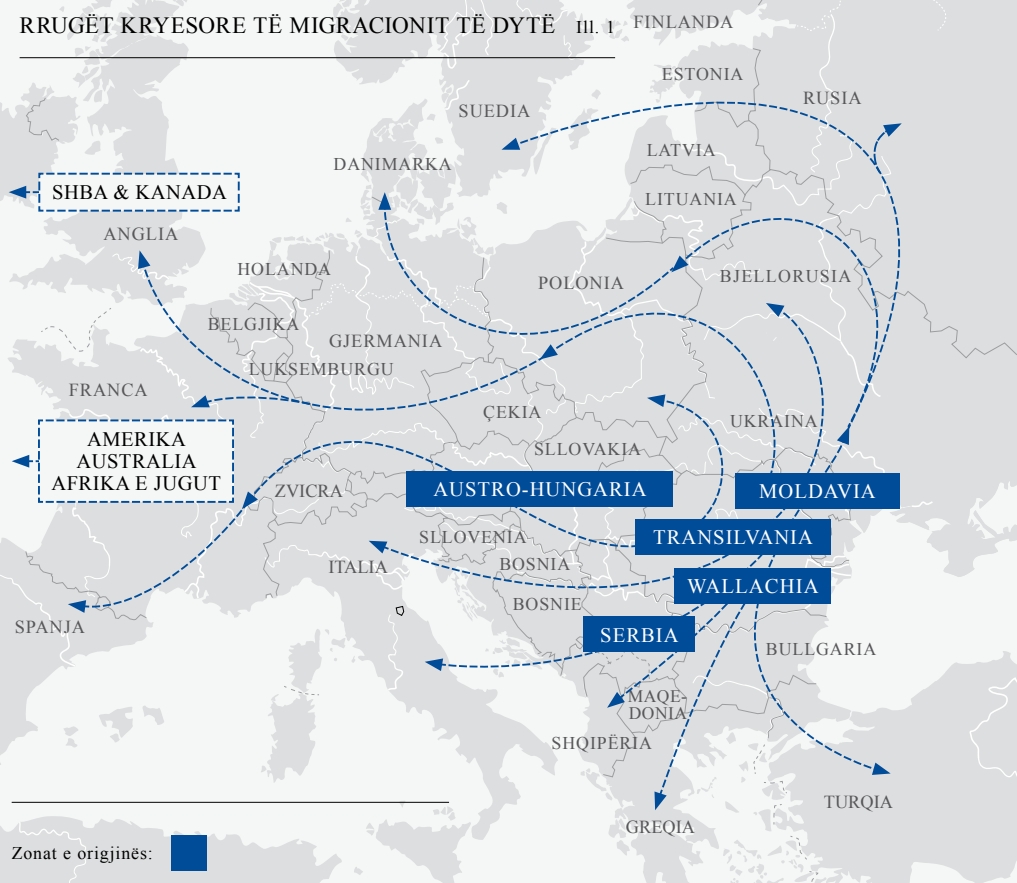 RRUGËT KRYESORE TË MIGRACIONIT TË DYTË Ill. 1
FINLANDA
ESTONIA
RUSIA
SUEDIA
LATVIA
DANIMARKA
SHBA & KANADA
LITUANIA
ANGLIA
HOLANDA
BJELLORUSIA
POLONIA
BELGJIKA
GJERMANIA
LUKSEMBURGU
FRANCA
ÇEKIA
UKRAINA
AMERIKA
AUSTRALIA
AFRIKA E JUGUT
SLLOVAKIA
ZVICRA
AUSTRO-HUNGARIA
MOLDAVIA
SLLOVENIA
TRANSILVANIA
ITALIA
BOSNIA
WALLACHIA
BOSNIE
SPANJA
SERBIA
BULLGARIA
MAQE-
DONIA
SHQIPËRIA
TURQIA
GREQIA
Zonat e origjinës: